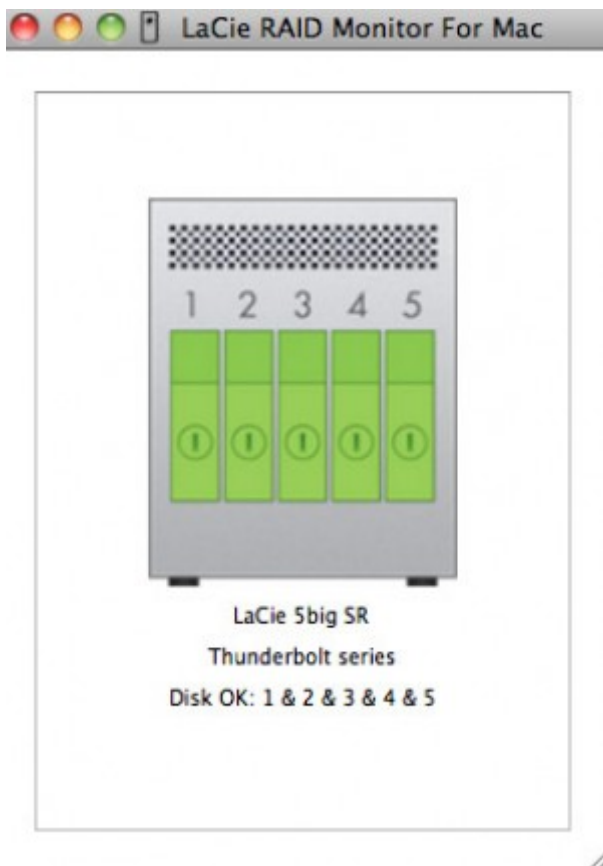 LaCie RAID Monitor For Mac
1 2 3 4 5
LaCie 5big SR
Thunderbolt series
Disk OK: 1 & 2 & 3 & 4 & 5